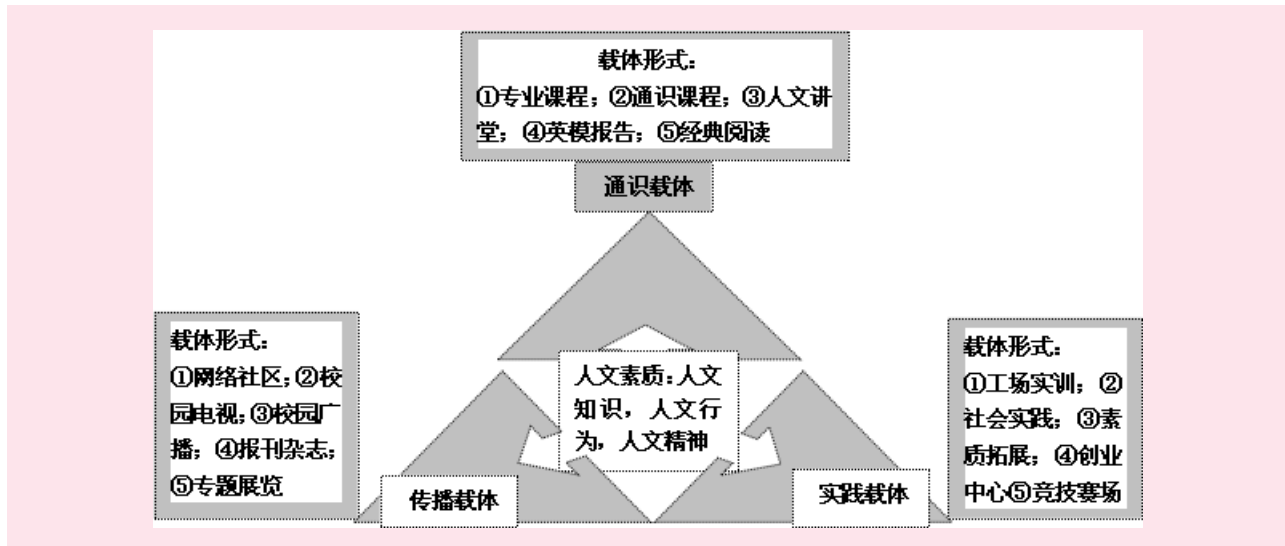 载体形式：
①专业课程；②通识课程；③人文讲
堂；④英模报告；⑤经典阅读
通识载体
载体形式：
①网络社区；②校
园电视；③校园广
播；④报刊杂志；
⑤专题展览
人文素质：人文
知识，人文行
为，人文精神
载体形式：
①工场实训；②
社会实践；③素
质拓展；④创业
中心⑤竞技赛场
传播载体
实践载体